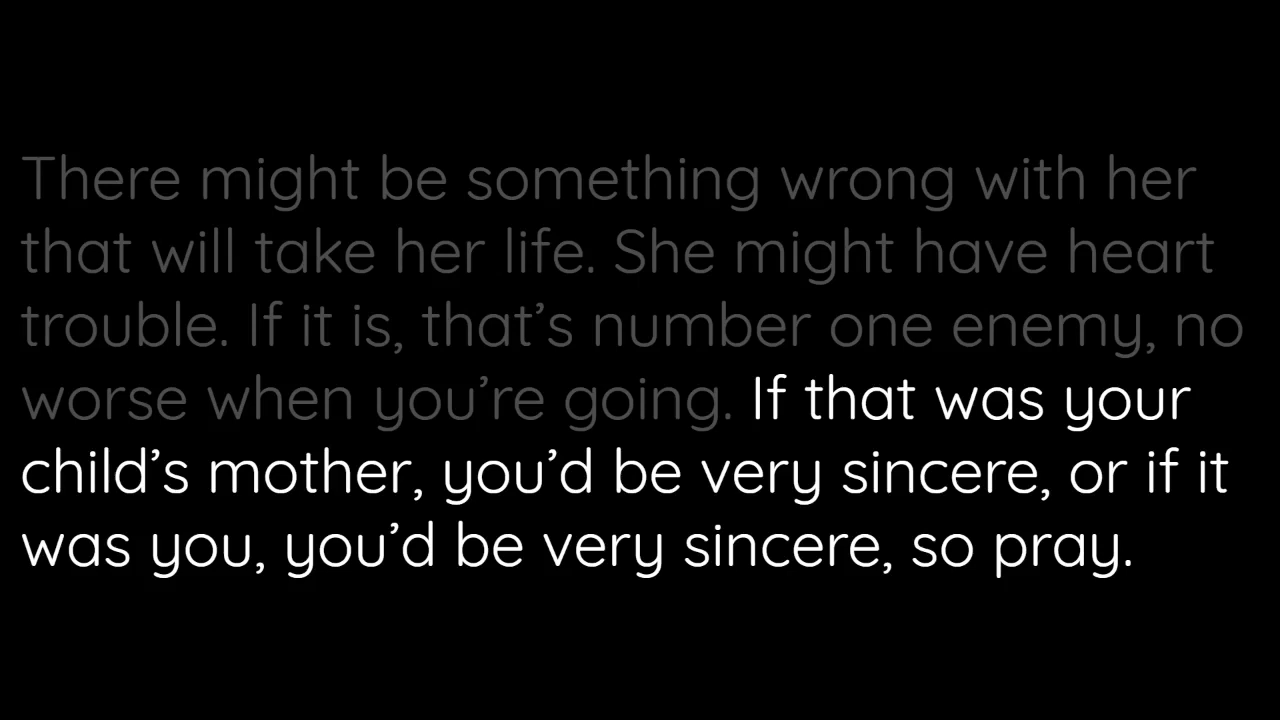 There might be something wrong with her
that will take her life. She might have heart
trouble. If it is, that’s number one enemy, no
worse when you’re going. If that was your
child’s mother, you’d be very sincere, or if it
was you, you’d be very sincere, so pray.